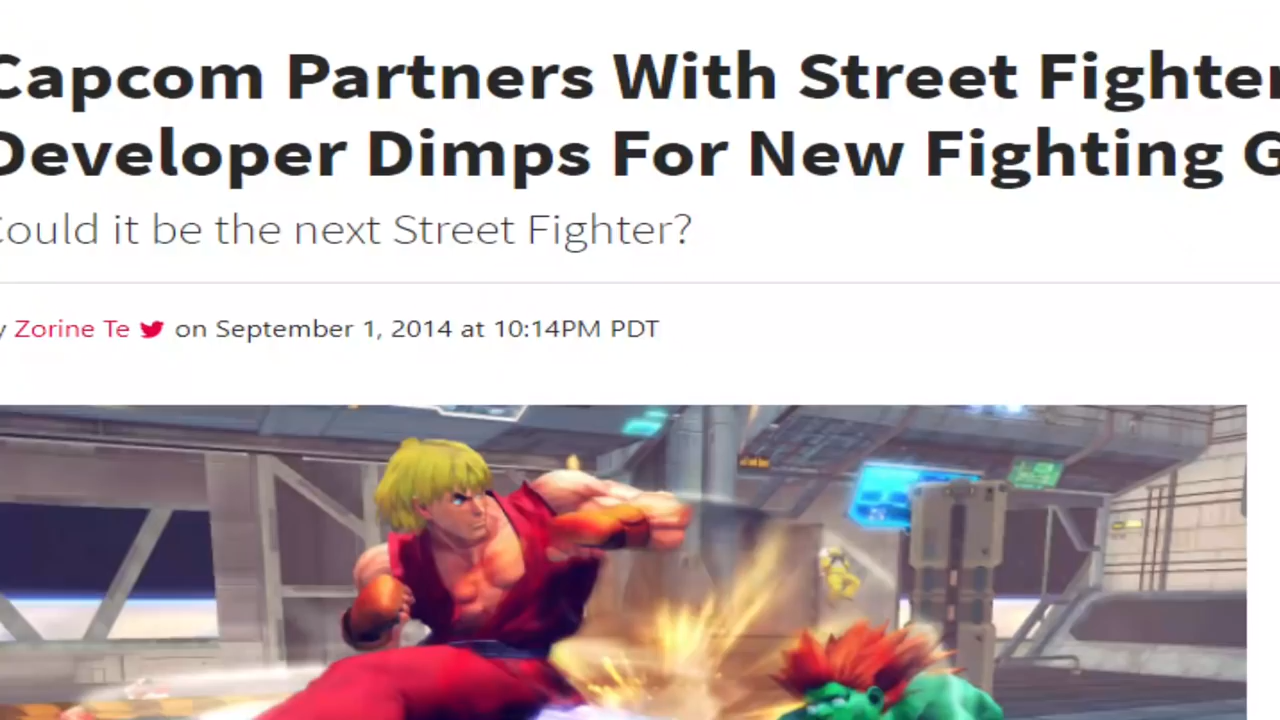 Capcom Partners With Street Fighter
Developer Dimps For New Fighting G
Could it be the next Street Fighter?
y Zorine Te on September 1, 2014 at 10:14PM PDT